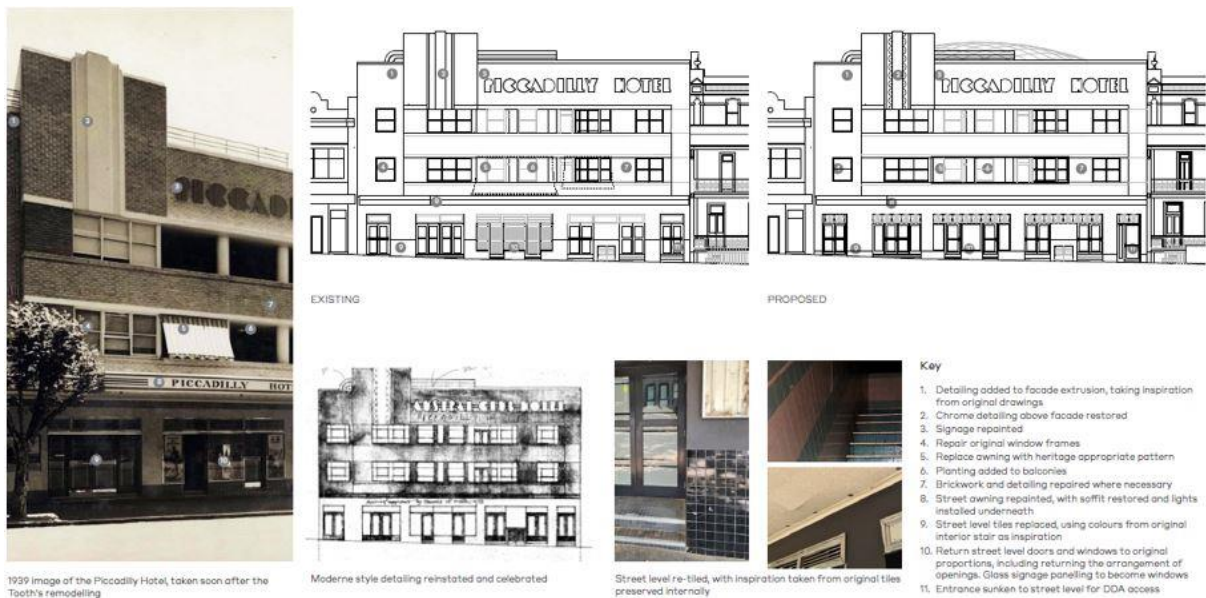 PICCADI
PICCADILLY HOT
PICCADILLY HOTEL
PICCADILLY HOTEL
EXISTING
PROPOSED
1939 image of the Piccadilly Hotel, taken soon after the
Tooth's remodelling
Moderne style detailing reinstated and celebrated
Street level re-tiled, with inspiration taken from original tiles
preserved internally
Key
1. Detailing added to facade extrusion, taking inspiration
from original drawings
2. Chrome detailing above facade restored
3. Signage repainted
4. Repair original window frames
5. Replace awning with heritage appropriate pattern
6. Planting added to balconies
7. Brickwork and detailing repaired where necessary
8. Street awning repainted, with soffit restored and lights
installed underneath
9. Street level tiles replaced, using colours from original
interior stair as inspiration
10. Return street level doors and windows to original
proportions, including returning the arrangement of
openings. Glass signage panelling to become windows
11. Entrance sunken to street level for DDA access